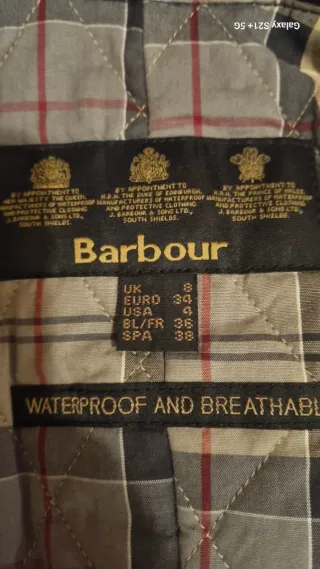 Galaxy S21+ 5G
BY APPOINTMENT TO
HER MAJESTY THE QUEEN
MANUFACTURERS OF WATERPROOF
AND PROTECTIVE CLOTHING
J. BARBOUR & SONS LTD.,
SOUTH SHIELDS.
BY APPOINTMENT TO
H.R.H. THE DUKE OF EDINBURGH
MANUFACTURERS OF WATERPROOF
AND PROTECTIVE CLOTHING
J. BARBOUR & SONS LTD.,
SOUTH SHIELDS.
BY APPOINTMENT TO
H.R.H. THE PRINCE OF WALES
MANUFACTURERS OF WATERPROOF
AND PROTECTIVE CLOTHING
J. BARBOUR & SONS LTD.,
SOUTH SHIELDS.
Barbour
UK 8
EURO 34
USA 4
BL/FR 36
SPA 38
WATERPROOF AND BREATHABL